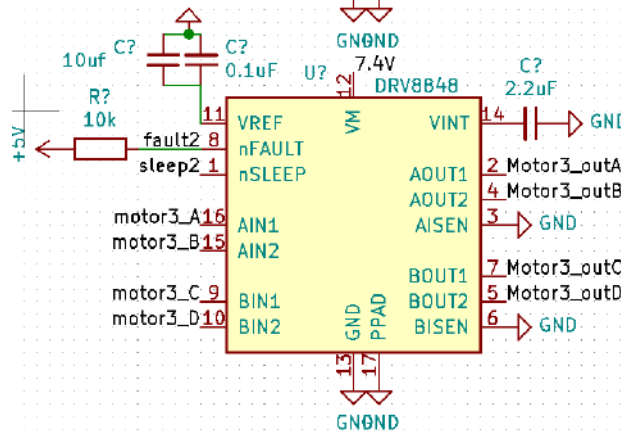 GNDGND
10uf C? C? U? 7.4V
0.1uF 12 DRV8848 C?
2.2uF
R? 11 VREF VM VINT 14 GND
10k
+5V fault2 8 nFAULT
sleep2 1 nSLEEP AOUT1 2 Motor3_outA
AOUT2 4 Motor3_outB
motor3_A 16 AIN1 AISEN 3 GND
motor3_B 15 AIN2
BOUT1 7 Motor3_outC
motor3_C 9 BIN1 BOUT2 5 Motor3_outD
motor3_D 10 BIN2 GND PPAD BISEN 6 GND
13 17
GNDGND